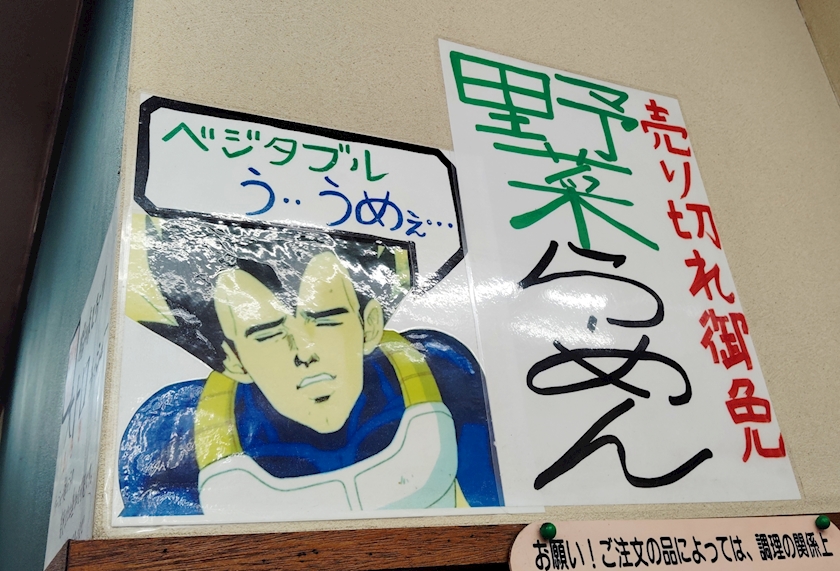 ベジタブル
う‥うめぇ…
野菜らめん
売り切れ御免
お願い！ご注文の品によっては、調理の関係上